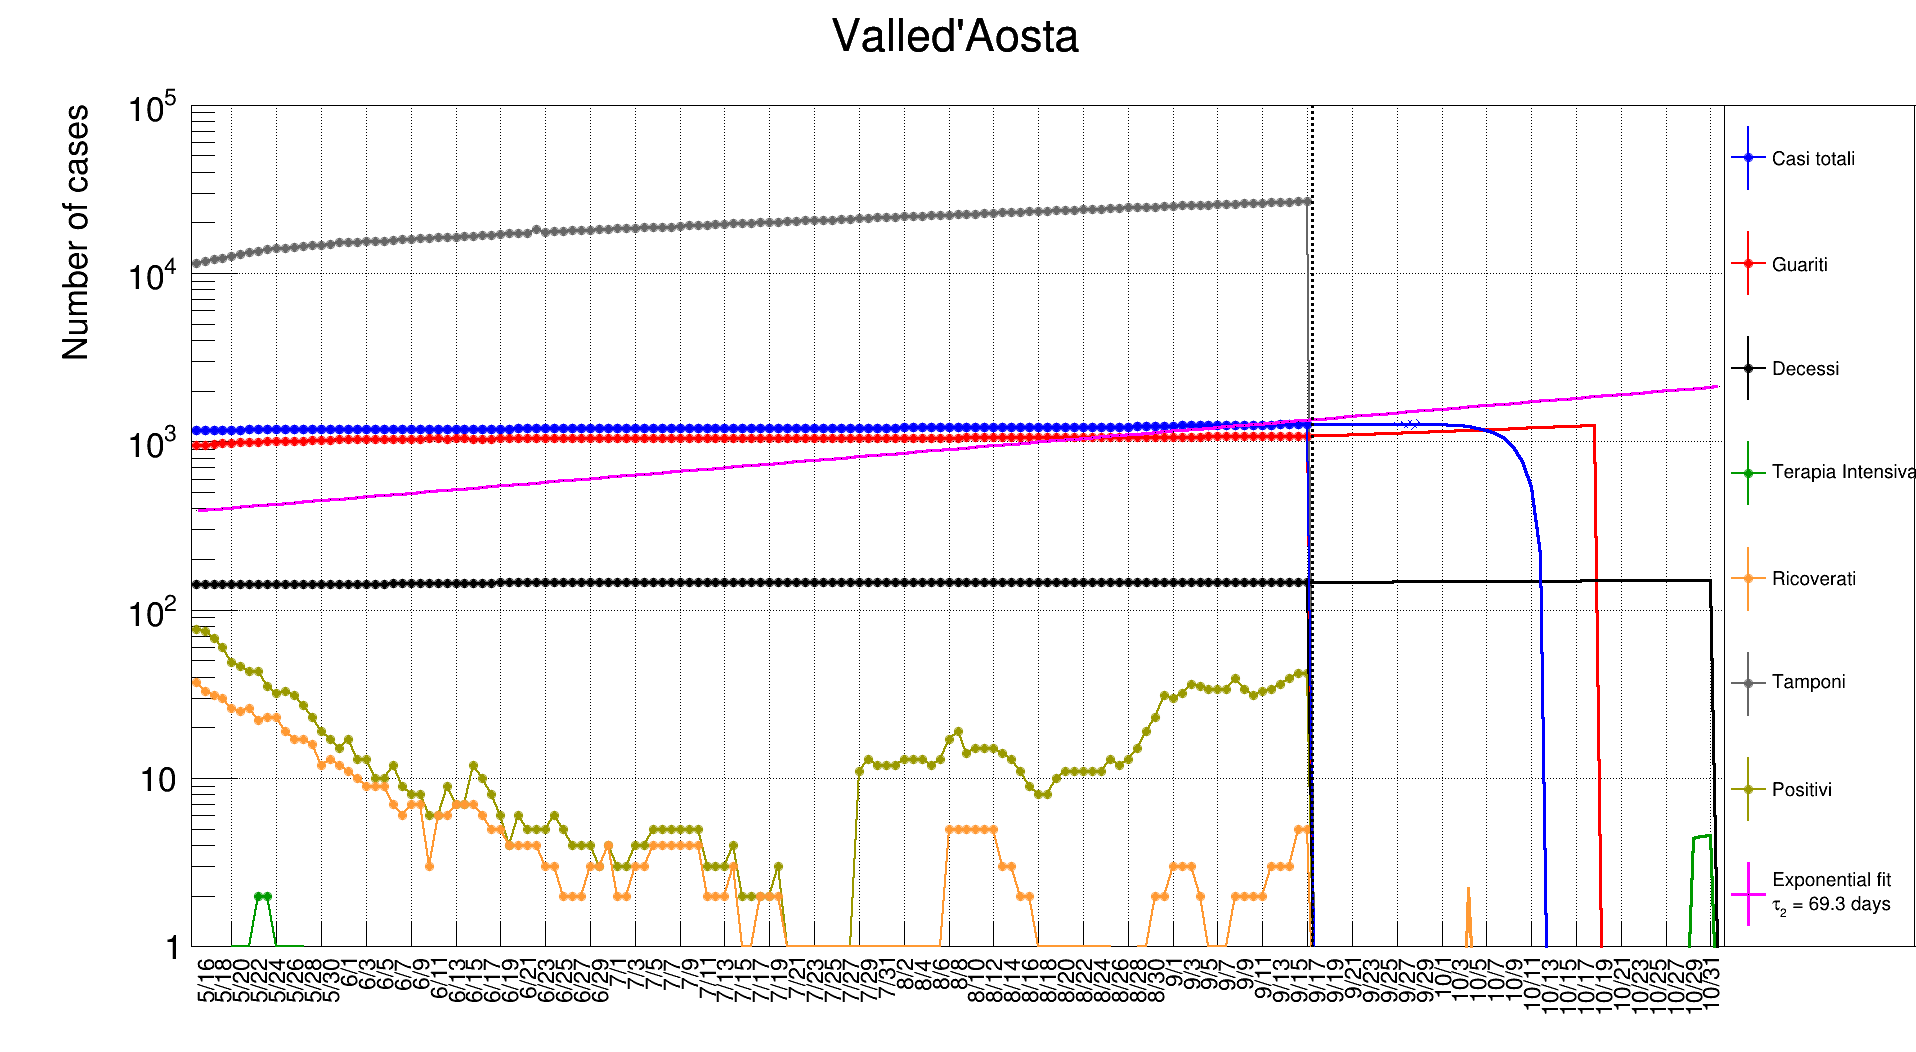 Valled'Aosta
Number of cases
10^5
10^4
10^3
10^2
10
1
5/16 5/18 5/20 5/22 5/24 5/26 5/28 5/30 6/1 6/3 6/5 6/7 6/9 6/11 6/13 6/15 6/17 6/19 6/21 6/23 6/25 6/27 6/29 7/1 7/3 7/5 7/7 7/9 7/11 7/13 7/15 7/17 7/19 7/21 7/23 7/25 7/27 7/29 7/31 8/2 8/4 8/6 8/8 8/10 8/12 8/14 8/16 8/18 8/20 8/22 8/24 8/26 8/28 8/30 9/1 9/3 9/5 9/7 9/9 9/11 9/13 9/15 9/17 9/19 9/21 9/23 9/25 9/27 9/29 10/1 10/3 10/5 10/7 10/9 10/11 10/13 10/15 10/17 10/19 10/21 10/23 10/25 10/27 10/29 10/31
Casi totali
Guariti
Decessi
Terapia Intensiva
Ricoverati
Tamponi
Positivi
Exponential fit
τ₂ = 69.3 days